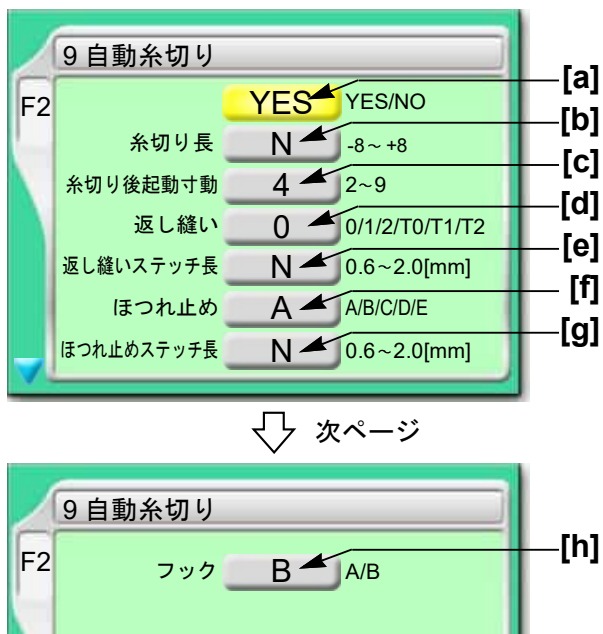 9 自動糸切り
F2
YES YES/NO [a]
糸切り長 N -8~+8 [b]
糸切り後起動寸動 4 2~9 [c]
返し縫い 0 0/1/2/T0/T1/T2 [d]
返し縫いステッチ長 N 0.6~2.0[mm] [e]
ほつれ止め A A/B/C/D/E [f]
ほつれ止めステッチ長 N 0.6~2.0[mm] [g]
次ページ
9 自動糸切り
F2
フック B A/B [h]